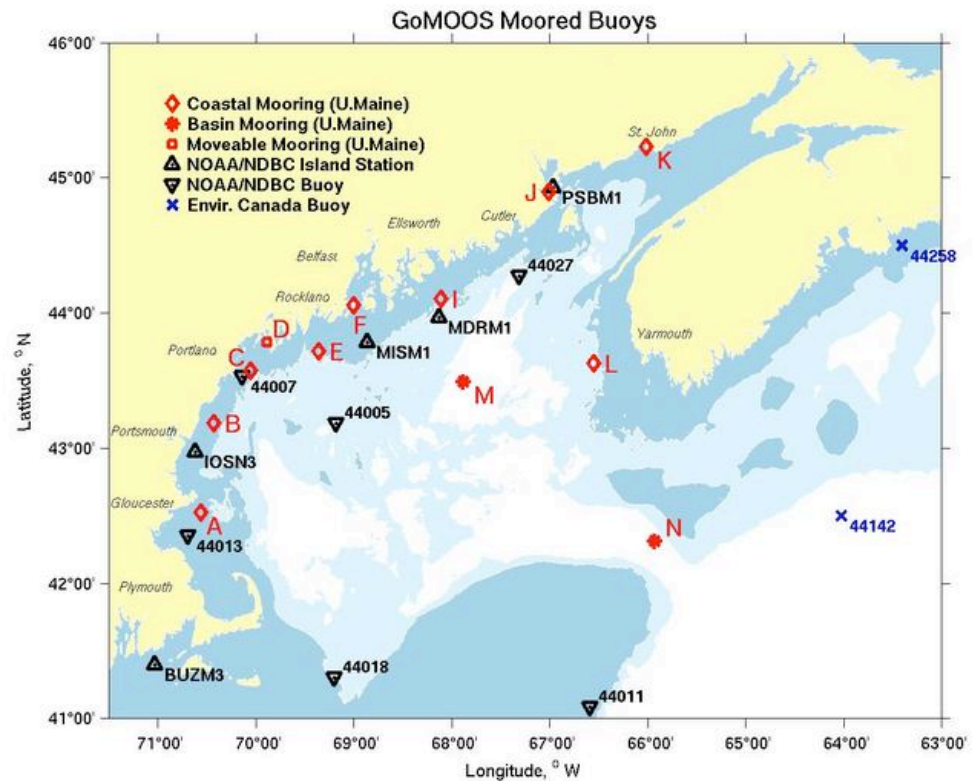 GoMOOS Moored Buoys
46°00'
45°00'
44°00'
43°00'
42°00'
41°00'
Latitude, ° N
Coastal Mooring (U.Maine)
Basin Mooring (U.Maine)
Moveable Mooring (U.Maine)
NOAA/NDBC Island Station
NOAA/NDBC Buoy
Envir. Canada Buoy
St. John
K
J
PSBM1
Cutler
Ellsworth
44258
Belfast
44027
Rocklano
I
D
F
MDRM1
Yarmouth
Portlano
C
E
MISM1
L
44007
M
44005
B
Portsmouth
IOSN3
Gloucester
A
N
44142
44013
Plymouth
BUZM3
44018
44011
71°00'
70°00'
69°00'
68°00'
67°00'
66°00'
65°00'
64°00'
63°00'
Longitude, ° W